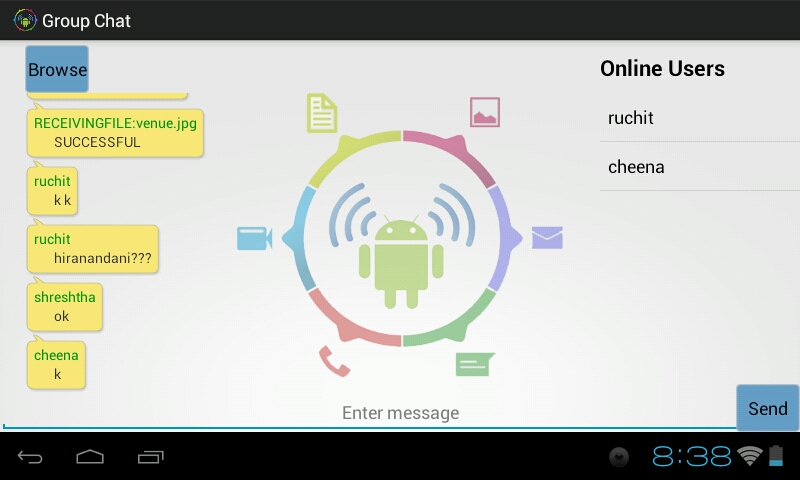 Group Chat
Browse
RECEIVINGFILE:venue.jpg
SUCCESSFUL
ruchit
k k
ruchit
hiranandani???
shreshtha
ok
cheena
k
Online Users
ruchit
cheena
Enter message
Send
8:38